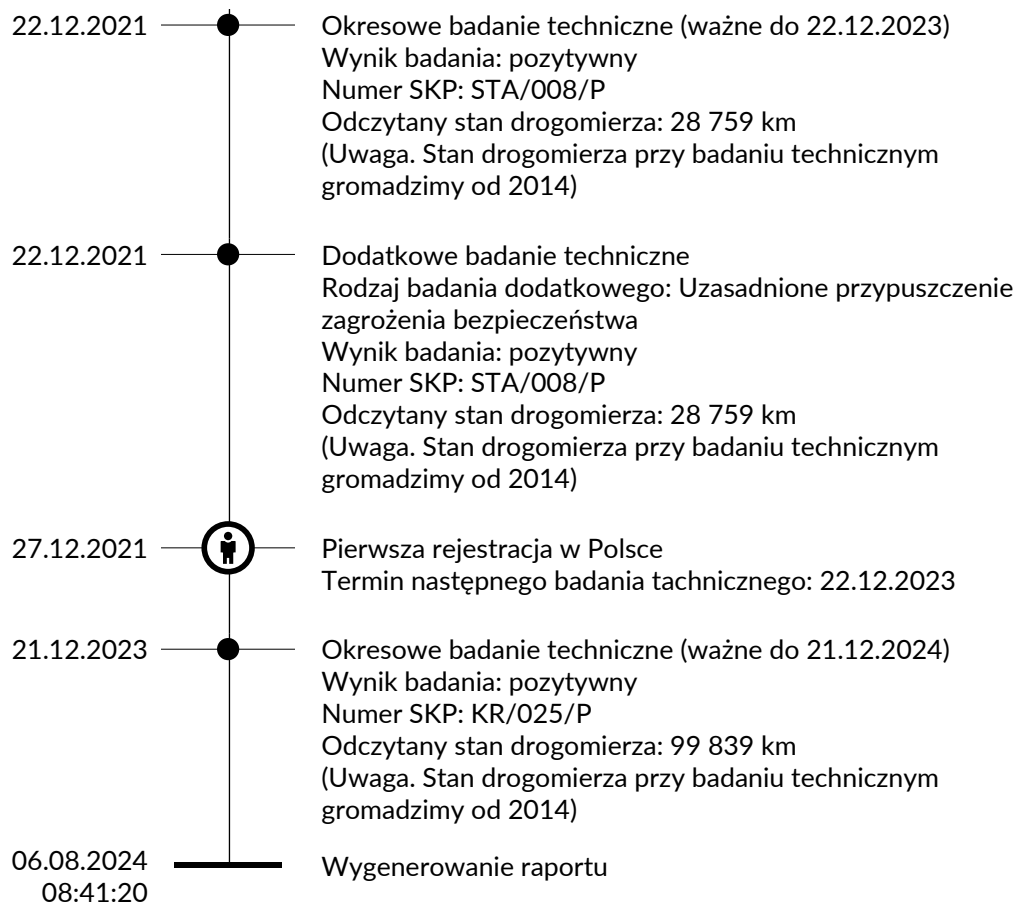 22.12.2021
Okresowe badanie techniczne (ważne do 22.12.2023)
Wynik badania: pozytywny
Numer SKP: STA/008/P
Odczytany stan drogomierza: 28 759 km
(Uwaga. Stan drogomierza przy badaniu technicznym
gromadzimy od 2014)
22.12.2021
Dodatkowe badanie techniczne
Rodzaj badania dodatkowego: Uzasadnione przypuszczenie
zagrożenia bezpieczeństwa
Wynik badania: pozytywny
Numer SKP: STA/008/P
Odczytany stan drogomierza: 28 759 km
(Uwaga. Stan drogomierza przy badaniu technicznym
gromadzimy od 2014)
27.12.2021
Pierwsza rejestracja w Polsce
Termin następnego badania tachnicznego: 22.12.2023
21.12.2023
Okresowe badanie techniczne (ważne do 21.12.2024)
Wynik badania: pozytywny
Numer SKP: KR/025/P
Odczytany stan drogomierza: 99 839 km
(Uwaga. Stan drogomierza przy badaniu technicznym
gromadzimy od 2014)
06.08.2024
08:41:20
Wygenerowanie raportu